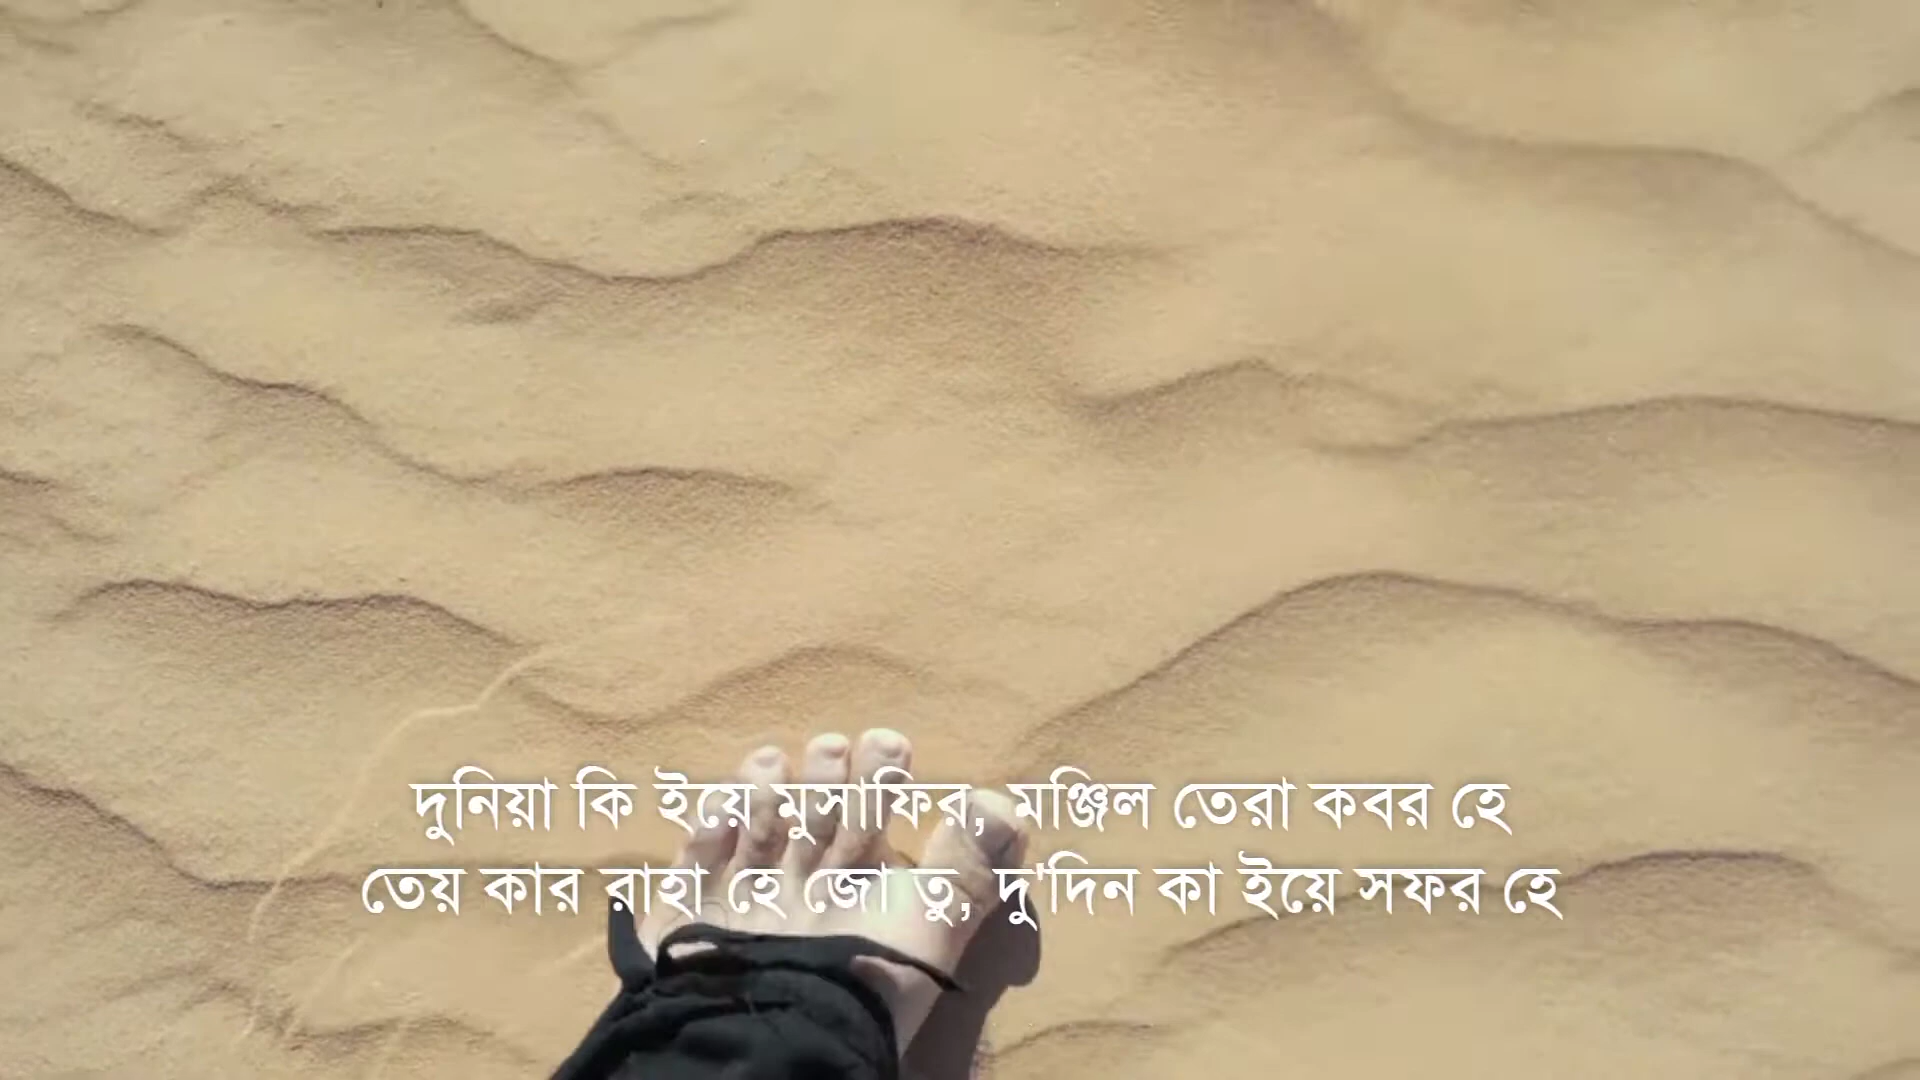 দুনিয়া কি ইয়ে মুসাফির, মঞ্জিল তেরা কবর হে
তেয় কার রাহা হে জো তু, দু'দিন কা ইয়ে সফর হে